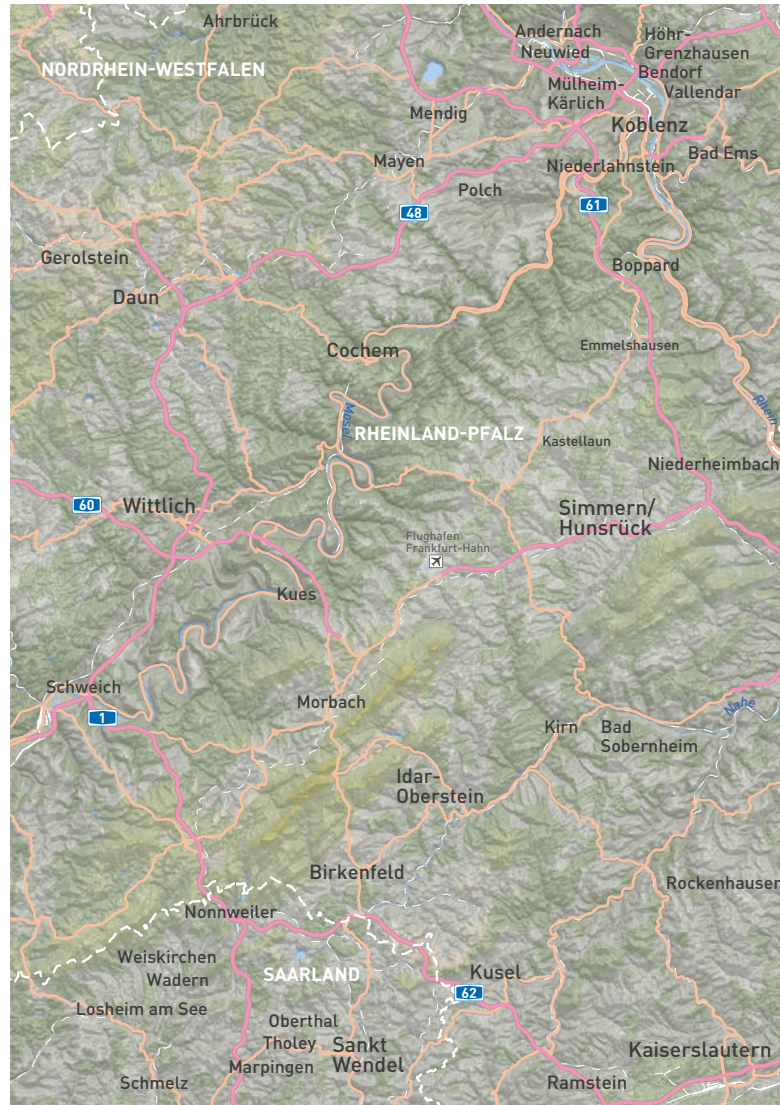 Ahrbrück
Andernach
Höhr-
Grenzhausen
Neuwied
NORDRHEIN-WESTFALEN
Bendorf
Mülheim-
Kärlich
Vallendar
Mendig
Koblenz
Mayen
Bad Ems
Niederlahnstein
Polch
48
61
Gerolstein
Boppard
Daun
Emmelshausen
Cochem
Mosel
Rhein
RHEINLAND-PFALZ
Kastellaun
Niederheimbach
60
Wittlich
Simmern/
Hunsrück
Flughafen
Frankfurt-Hahn
Kues
Schweich
Morbach
1
Nahe
Kirn
Bad
Sobernheim
Idar-
Oberstein
Birkenfeld
Rockenhausen
Nonnweiler
Weiskirchen
Wadern
SAARLAND
Kusel
62
Losheim am See
Oberthal
Tholey
Sankt
Wendel
Marpingen
Kaiserslautern
Schmelz
Ramstein